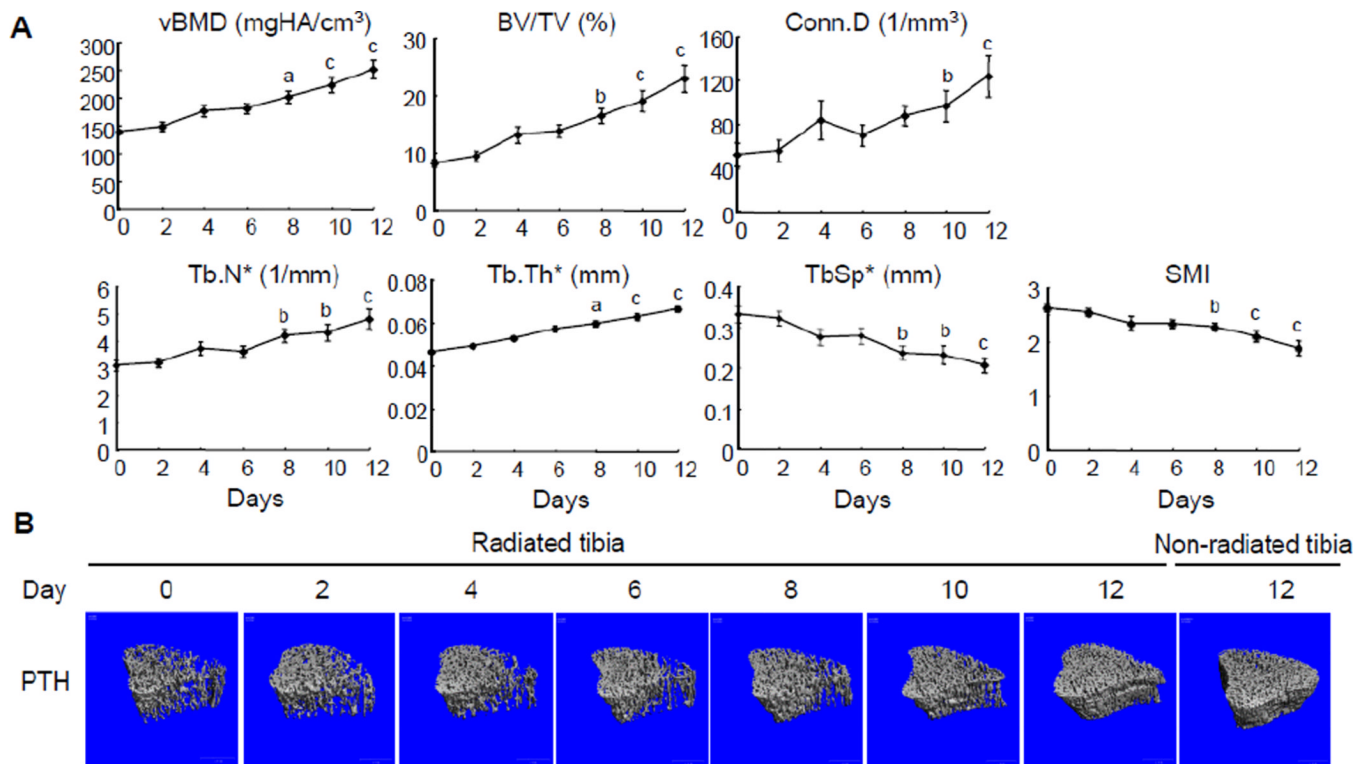 A
vBMD (mgHA/cm³)
300
250
200
150
100
50
0
a
c
c
0 2 4 6 8 10 12
BV/TV (%)
30
20
10
0
b
c
c
0 2 4 6 8 10 12
Conn.D (1/mm³)
160
120
80
40
0
b
c
0 2 4 6 8 10 12
Tb.N* (1/mm)
6
5
4
3
2
1
0
b
b
c
0 2 4 6 8 10 12
Days
Tb.Th* (mm)
0.08
0.06
0.04
0.02
0
a
c
c
0 2 4 6 8 10 12
Days
TbSp* (mm)
0.4
0.3
0.2
0.1
0
b
b
c
0 2 4 6 8 10 12
Days
SMI
3
2
1
0
b
c
c
0 2 4 6 8 10 12
Days
B
Radiated tibia Non-radiated tibia
Day 0 2 4 6 8 10 12 12
PTH